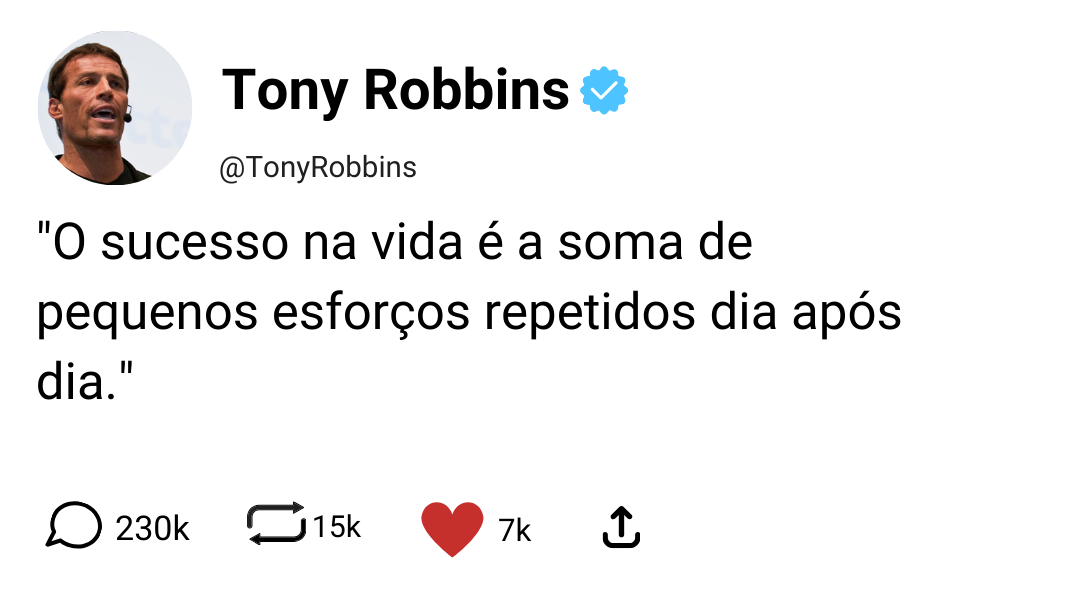 Tony Robbins
@TonyRobbins
"O sucesso na vida é a soma de
pequenos esforços repetidos dia após
dia."
230k 15k 7k